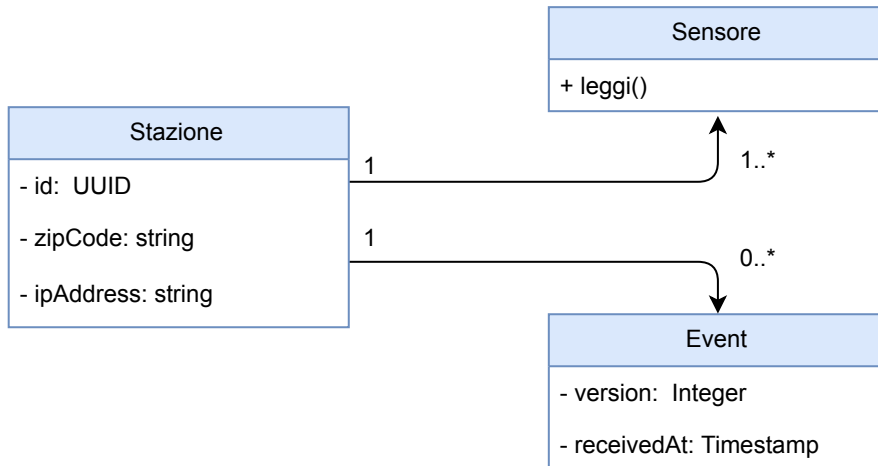 Sensore
+ leggi()
Stazione
- id:  UUID
- zipCode: string
- ipAddress: string
1
1..*
1
0..*
Event
- version:  Integer
- receivedAt: Timestamp